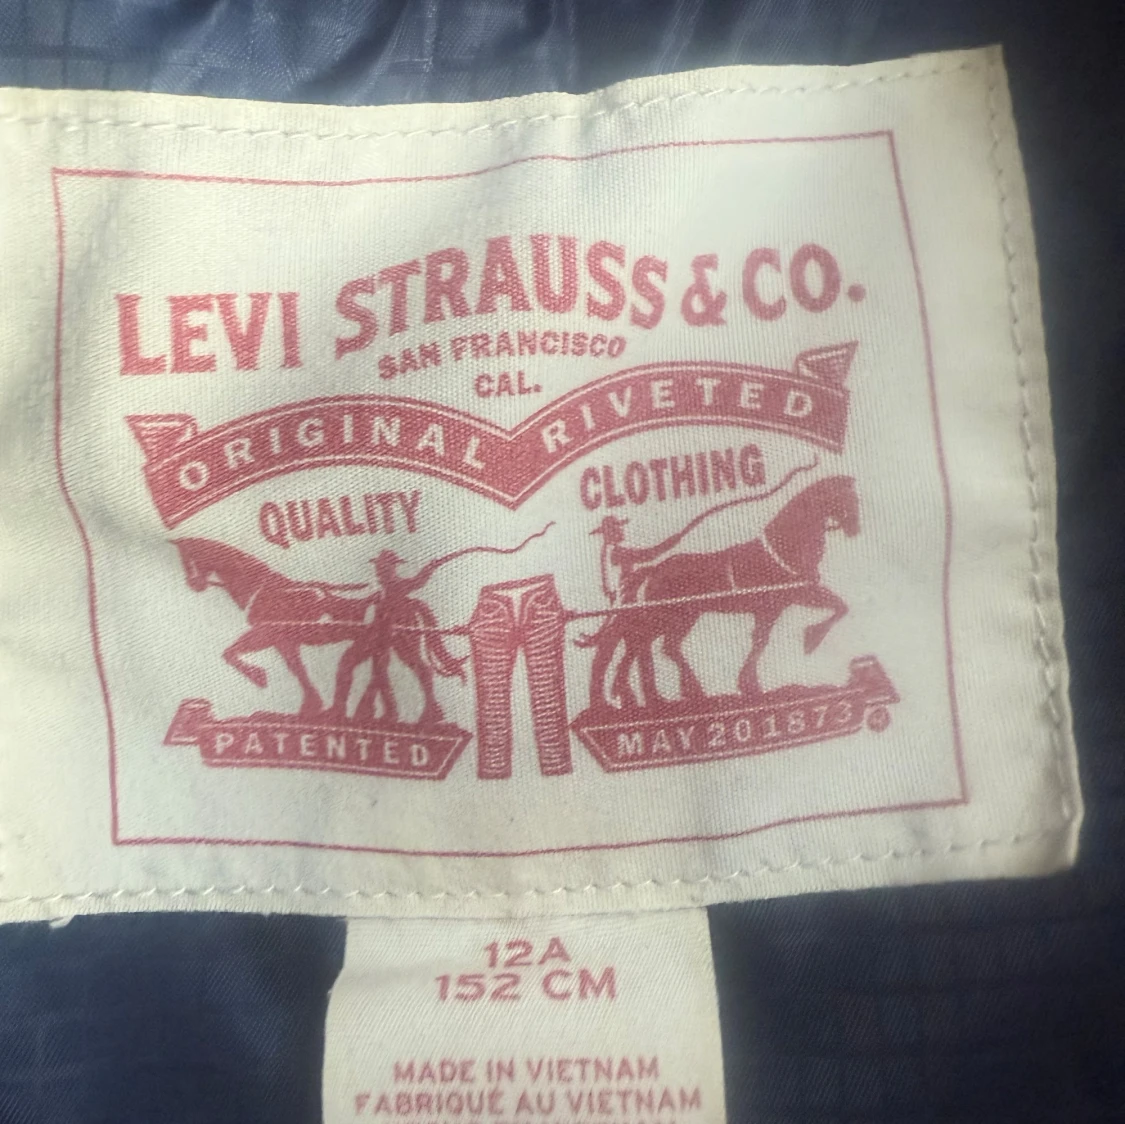 LEVI STRAUSS & CO.
SAN FRANCISCO
CAL.
ORIGINAL RIVETED
QUALITY CLOTHING
PATENTED MAY 20 1873 ®
12A
152 CM
MADE IN VIETNAM
FABRIQUÉ AU VIETNAM